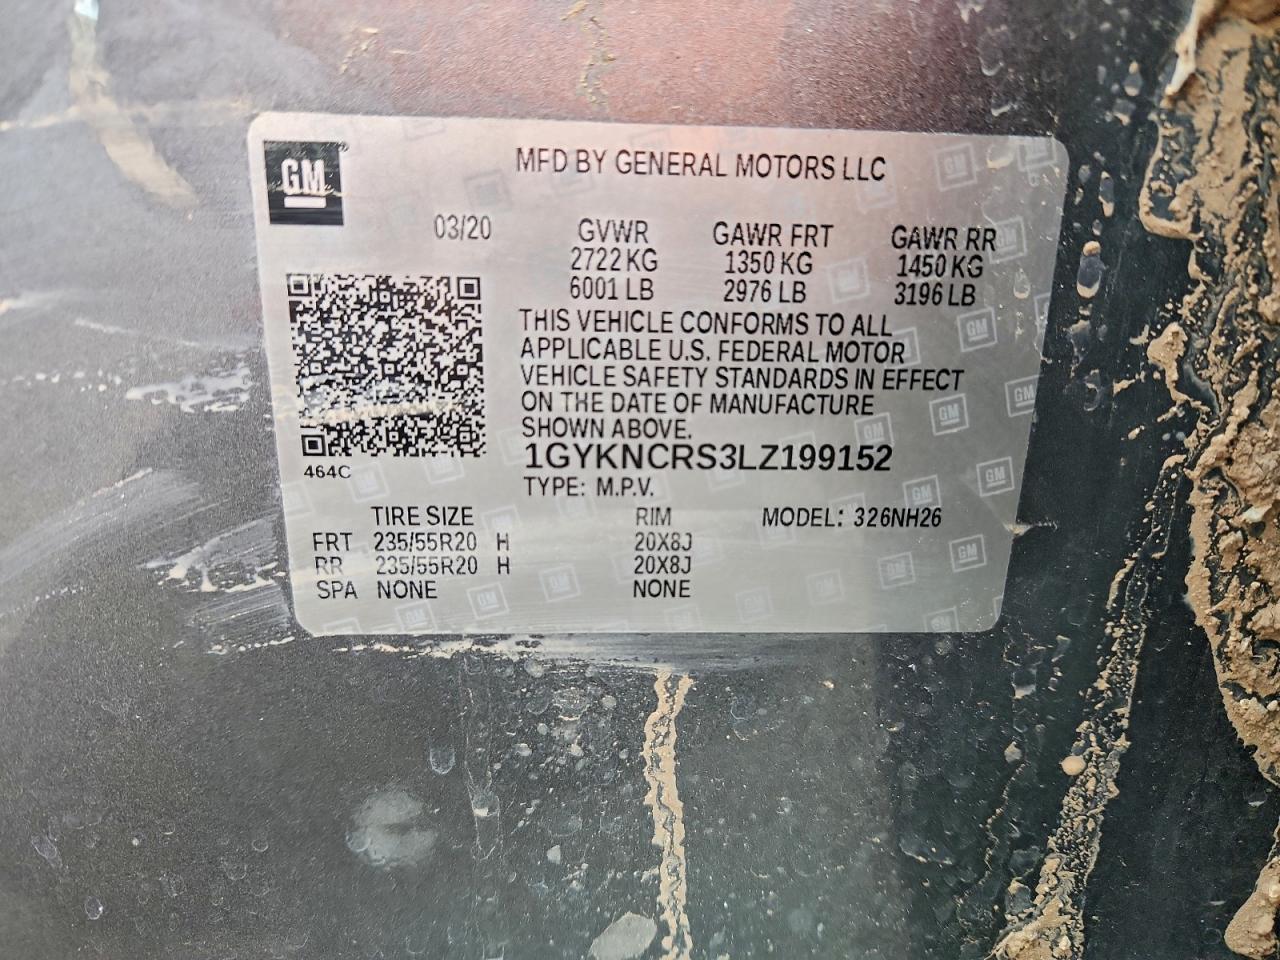 GM
MFD BY GENERAL MOTORS LLC
03/20 GVWR GAWR FRT GAWR RR
2722 KG 1350 KG 1450 KG
6001 LB 2976 LB 3196 LB
THIS VEHICLE CONFORMS TO ALL
APPLICABLE U.S. FEDERAL MOTOR
VEHICLE SAFETY STANDARDS IN EFFECT
ON THE DATE OF MANUFACTURE
SHOWN ABOVE.
464C
1GYKNCRS3LZ199152
TYPE: M.P.V.
TIRE SIZE RIM MODEL: 326NH26
FRT 235/55R20 H 20X8J
RR 235/55R20 H 20X8J
SPA NONE NONE